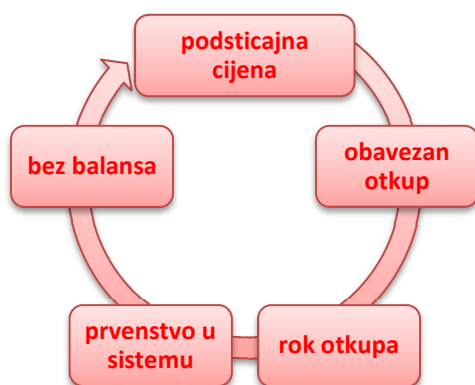 podsticajna
cijena
obavezan
otkup
rok otkupa
prvenstvo u
sistemu
bez balansa